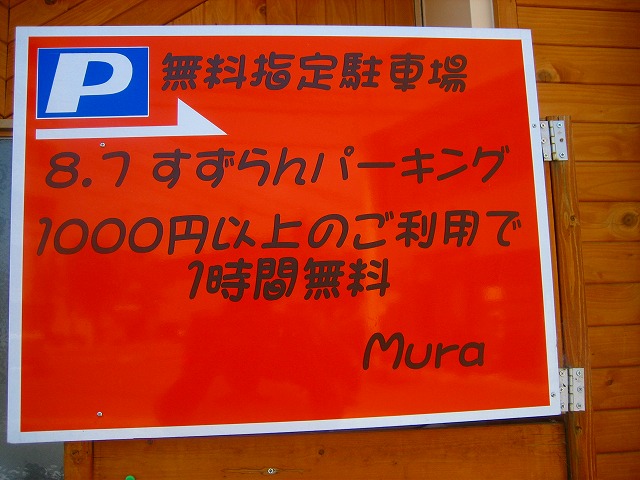 P 無料指定駐車場
8.7 すずらんパーキング
1000円以上のご利用で
1時間無料
Mura